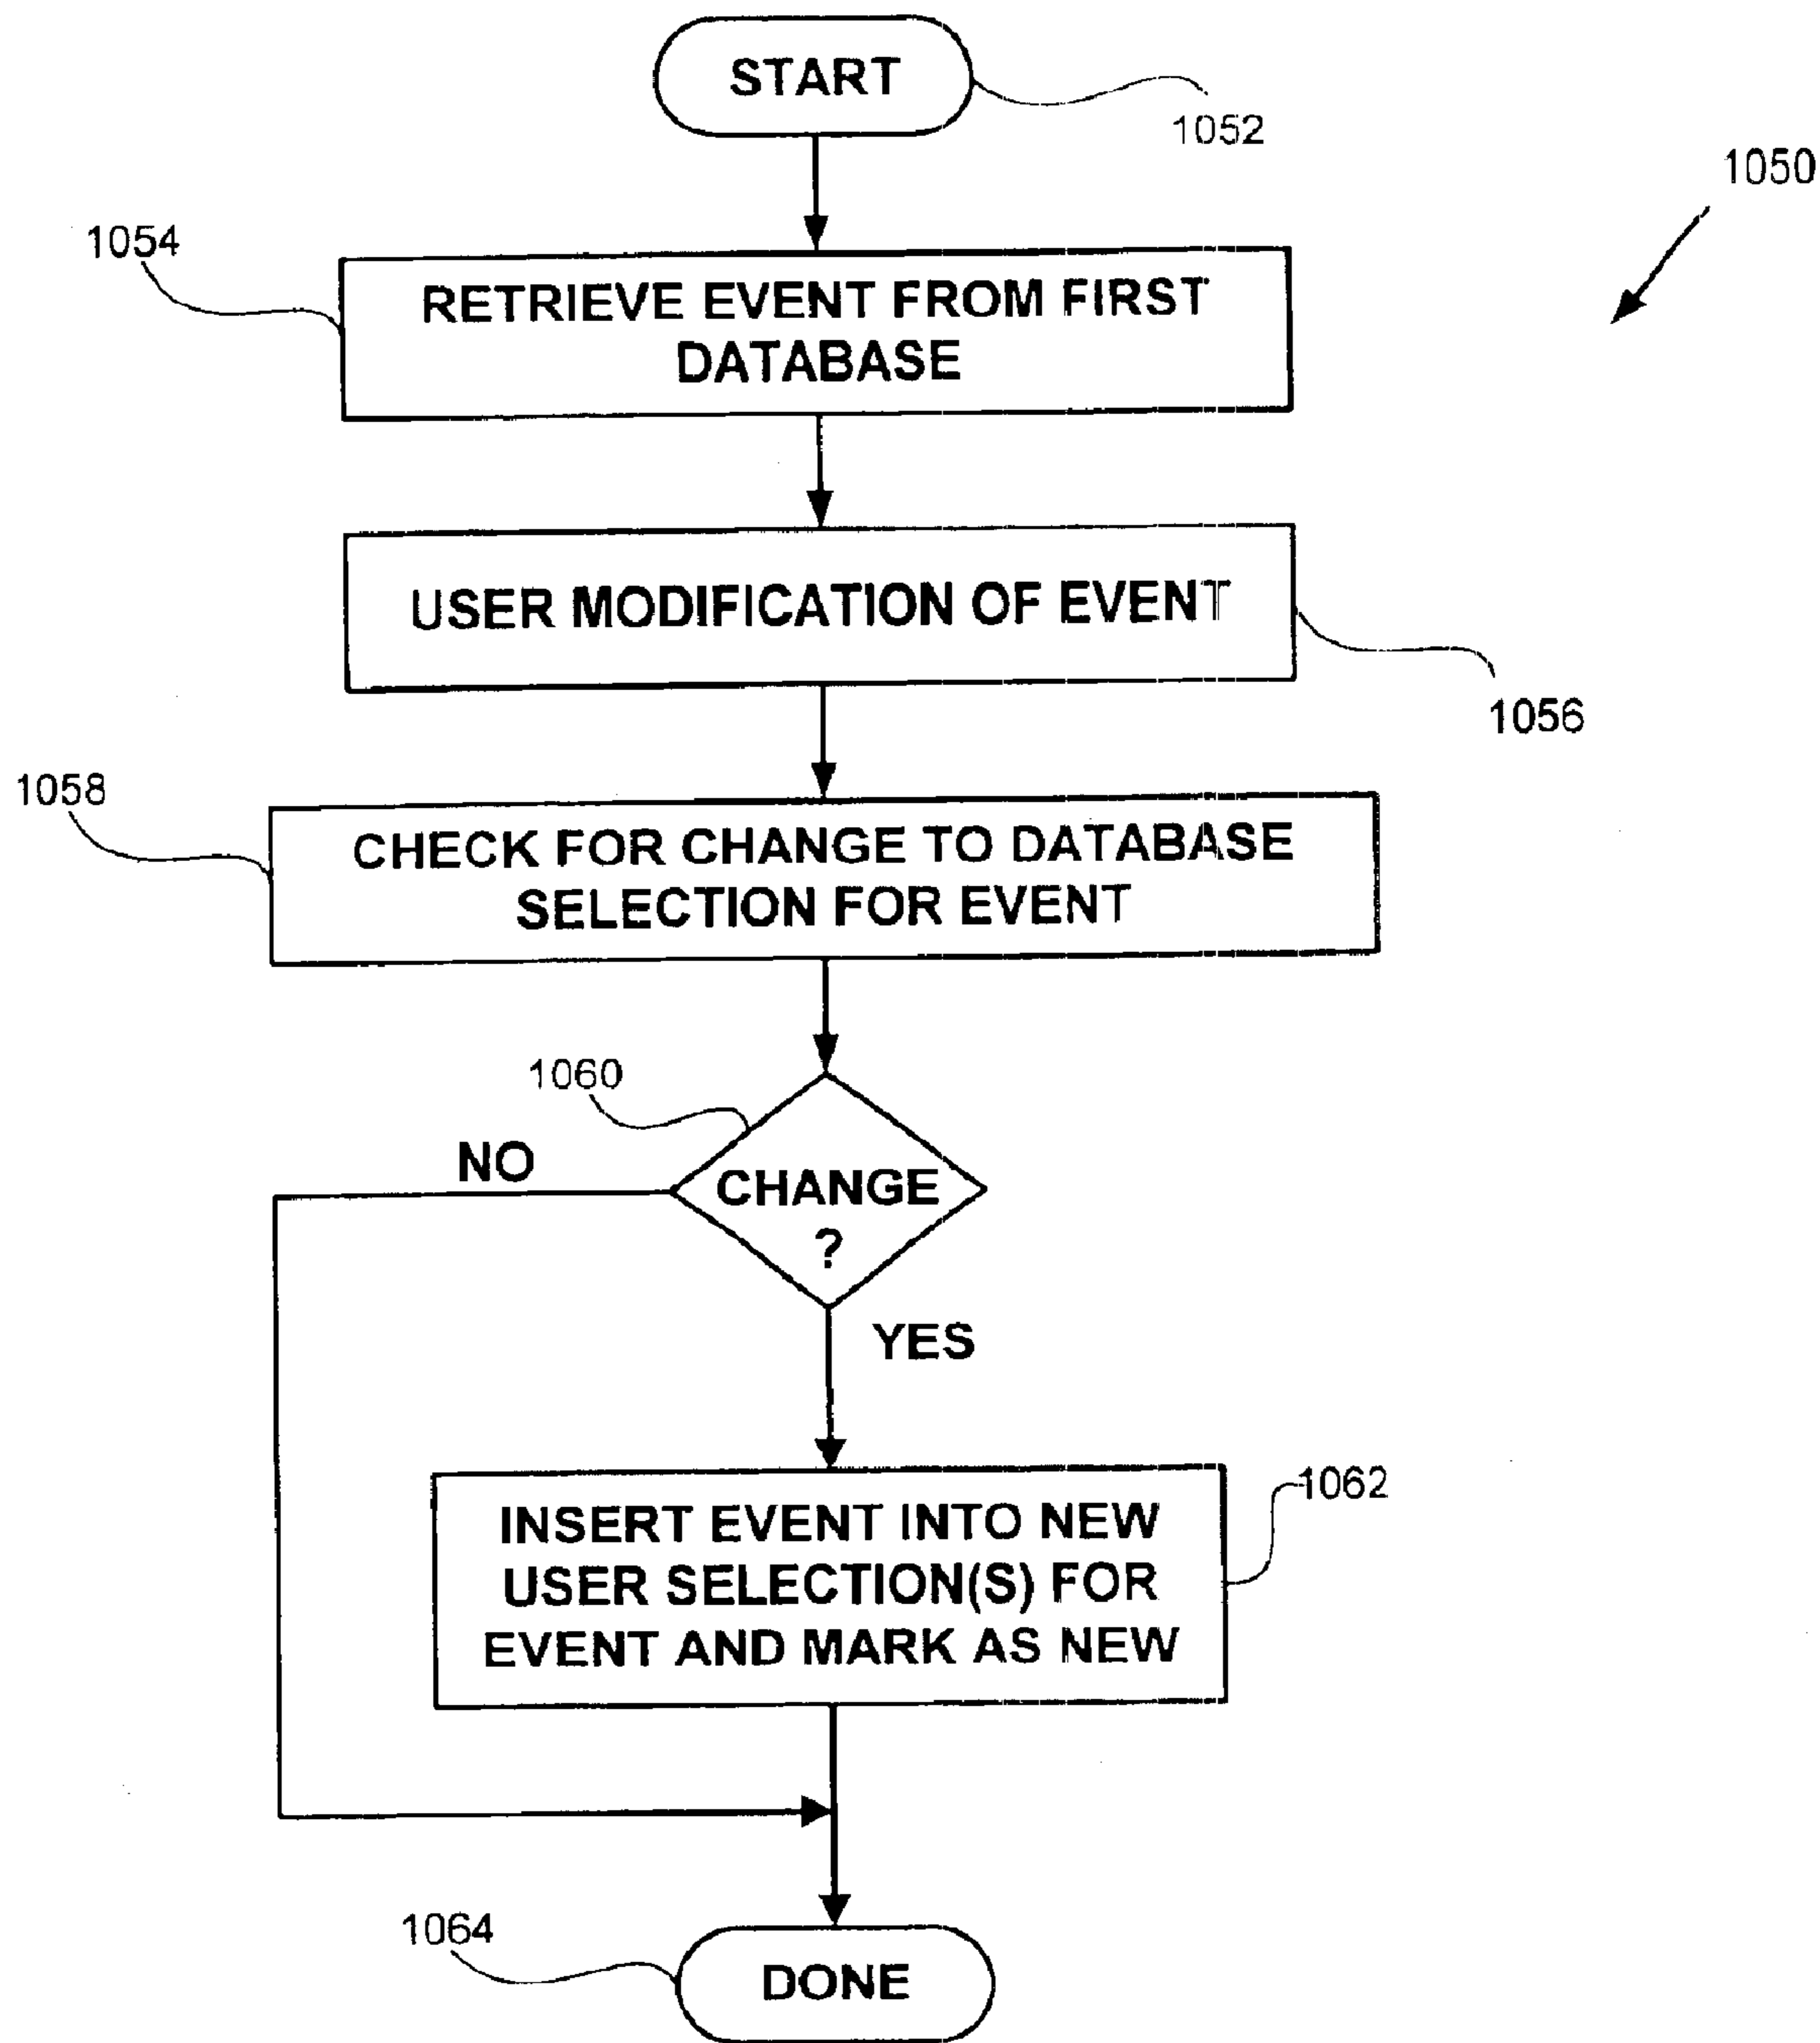 START
1052
1050
1054
RETRIEVE EVENT FROM FIRST
DATABASE
USER MODIFICATION OF EVENT
1056
1058
CHECK FOR CHANGE TO DATABASE
SELECTION FOR EVENT
1060
NO
CHANGE
?
YES
INSERT EVENT INTO NEW
USER SELECTION(S) FOR
EVENT AND MARK AS NEW
1062
1064
DONE